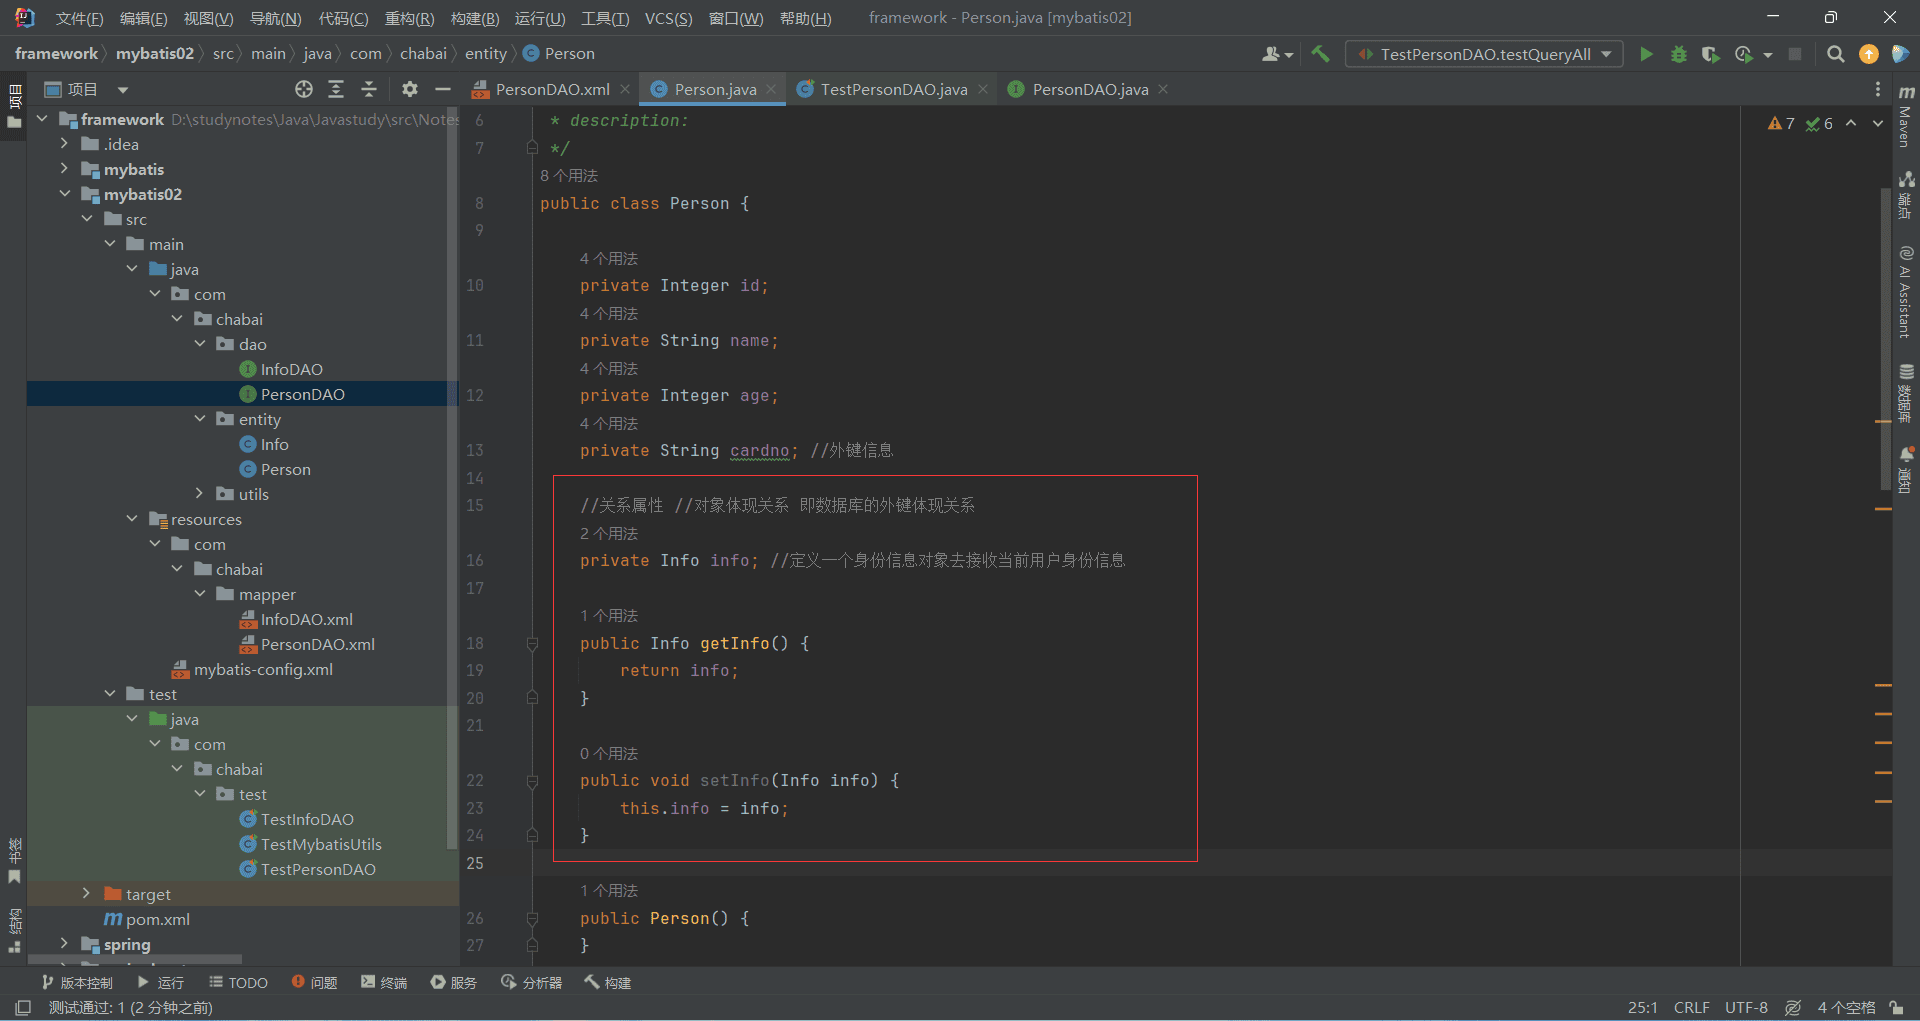 文件(F) 编辑(E) 视图(V) 导航(N) 代码(C) 重构(R) 构建(B) 运行(U) 工具(T) VCS(S) 窗口(W) 帮助(H) framework - Person.java [mybatis02]
framework mybatis02 src main java com chabai entity Person TestPersonDAO.testQueryAll
项目 PersonDAO.xml Person.java TestPersonDAO.java PersonDAO.java
项目
framework D:\studynotes\Java\Javastudy\src\Notes
.idea
mybatis
mybatis02
src
main
java
com
chabai
dao
InfoDAO
PersonDAO
entity
Info
Person
utils
resources
com
chabai
mapper
InfoDAO.xml
PersonDAO.xml
mybatis-config.xml
test
java
com
chabai
test
TestInfoDAO
TestMybatisUtils
TestPersonDAO
target
pom.xml
spring
书签
结构
7 6
6 * description:
7 */
8 个用法
8 public class Person {
9
4 个用法
10 private Integer id;
4 个用法
11 private String name;
4 个用法
12 private Integer age;
4 个用法
13 private String cardno; //外键信息
14
15 //关系属性 //对象体现关系 即数据库的外键体现关系
2 个用法
16 private Info info; //定义一个身份信息对象去接收当前用户身份信息
17
1 个用法
18 public Info getInfo() {
19 return info;
20 }
21
0 个用法
22 public void setInfo(Info info) {
23 this.info = info;
24 }
25
1 个用法
26 public Person() {
27 }
Maven
端点
AI Assistant
数据库
通知
版本控制 运行 TODO 问题 终端 服务 分析器 构建
测试通过: 1 (2 分钟之前) 25:1 CRLF UTF-8 4 个空格